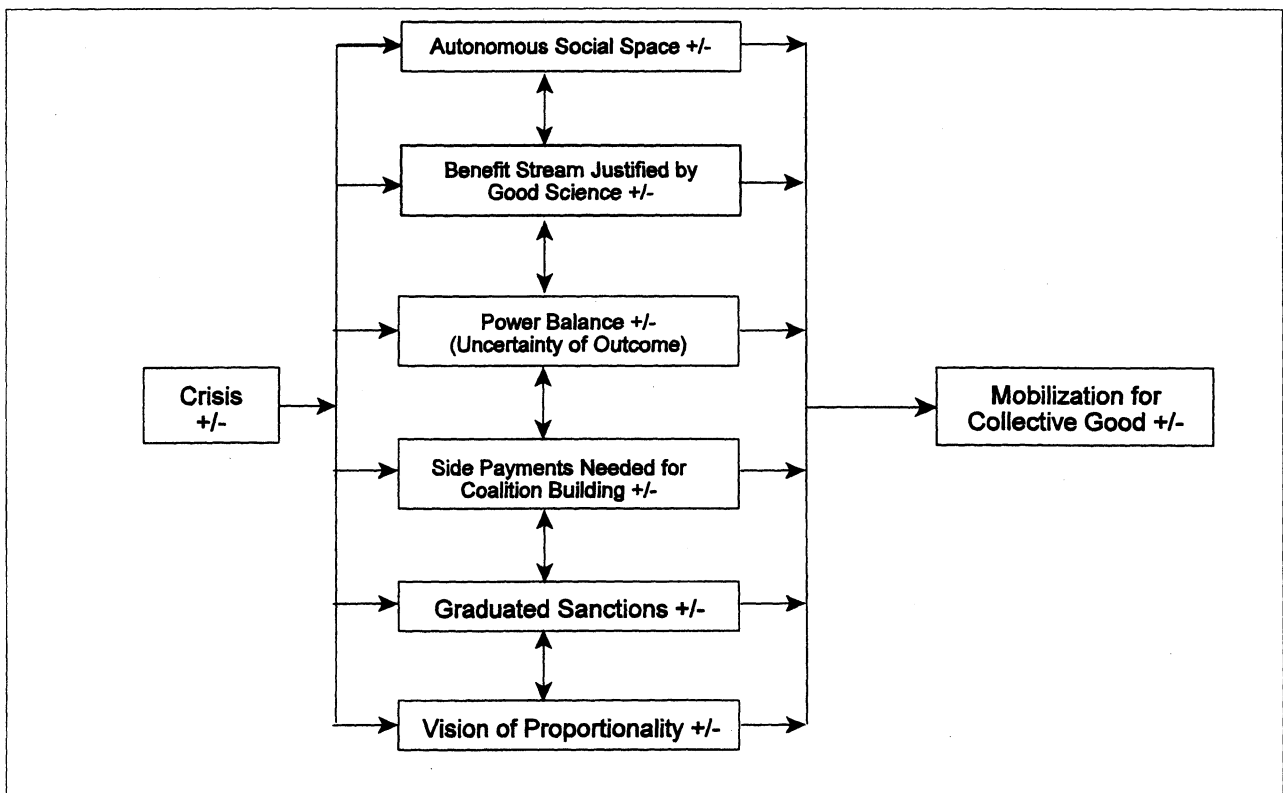 Autonomous Social Space +/-
Benefit Stream Justified by
Good Science +/-
Power Balance +/-
(Uncertainty of Outcome)
Crisis
+/-
Mobilization for
Collective Good +/-
Side Payments Needed for
Coalition Building +/-
Graduated Sanctions +/-
Vision of Proportionality +/-